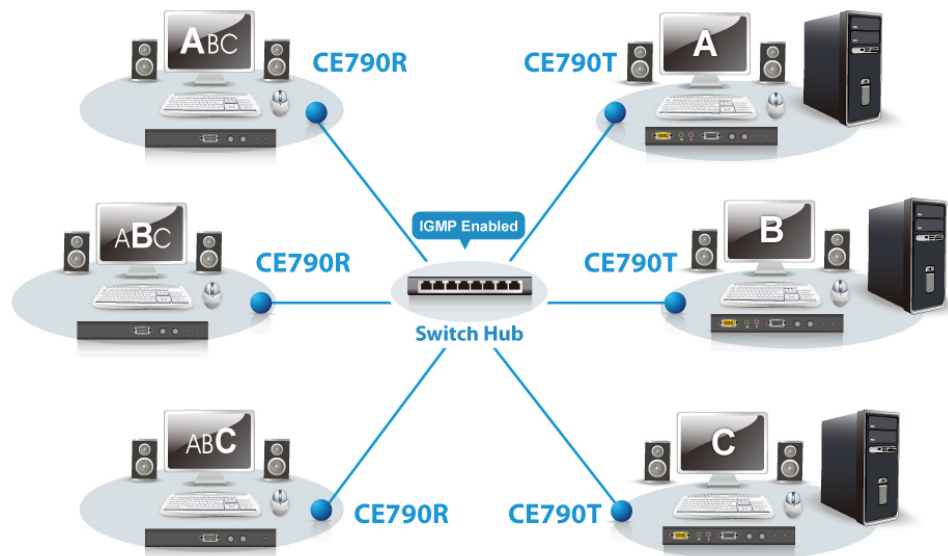 ABC
CE790R
CE790T
A
IGMP Enabled
ABC
CE790R
CE790T
B
Switch Hub
ABC
CE790R
CE790T
C